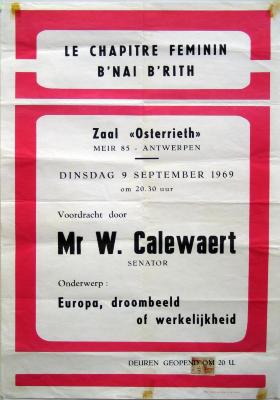 LE CHAPITRE FEMININ
B'NAI B'RITH
Zaal «Osterrieth»
MEIR 85 - ANTWERPEN
DINSDAG 9 SEPTEMBER 1969
om 20.30 uur
Voordracht door
Mr W. Calewaert
SENATOR
Onderwerp :
Europa, droombeeld
of werkelijkheid
DEUREN GEOPEND OM 20 U.